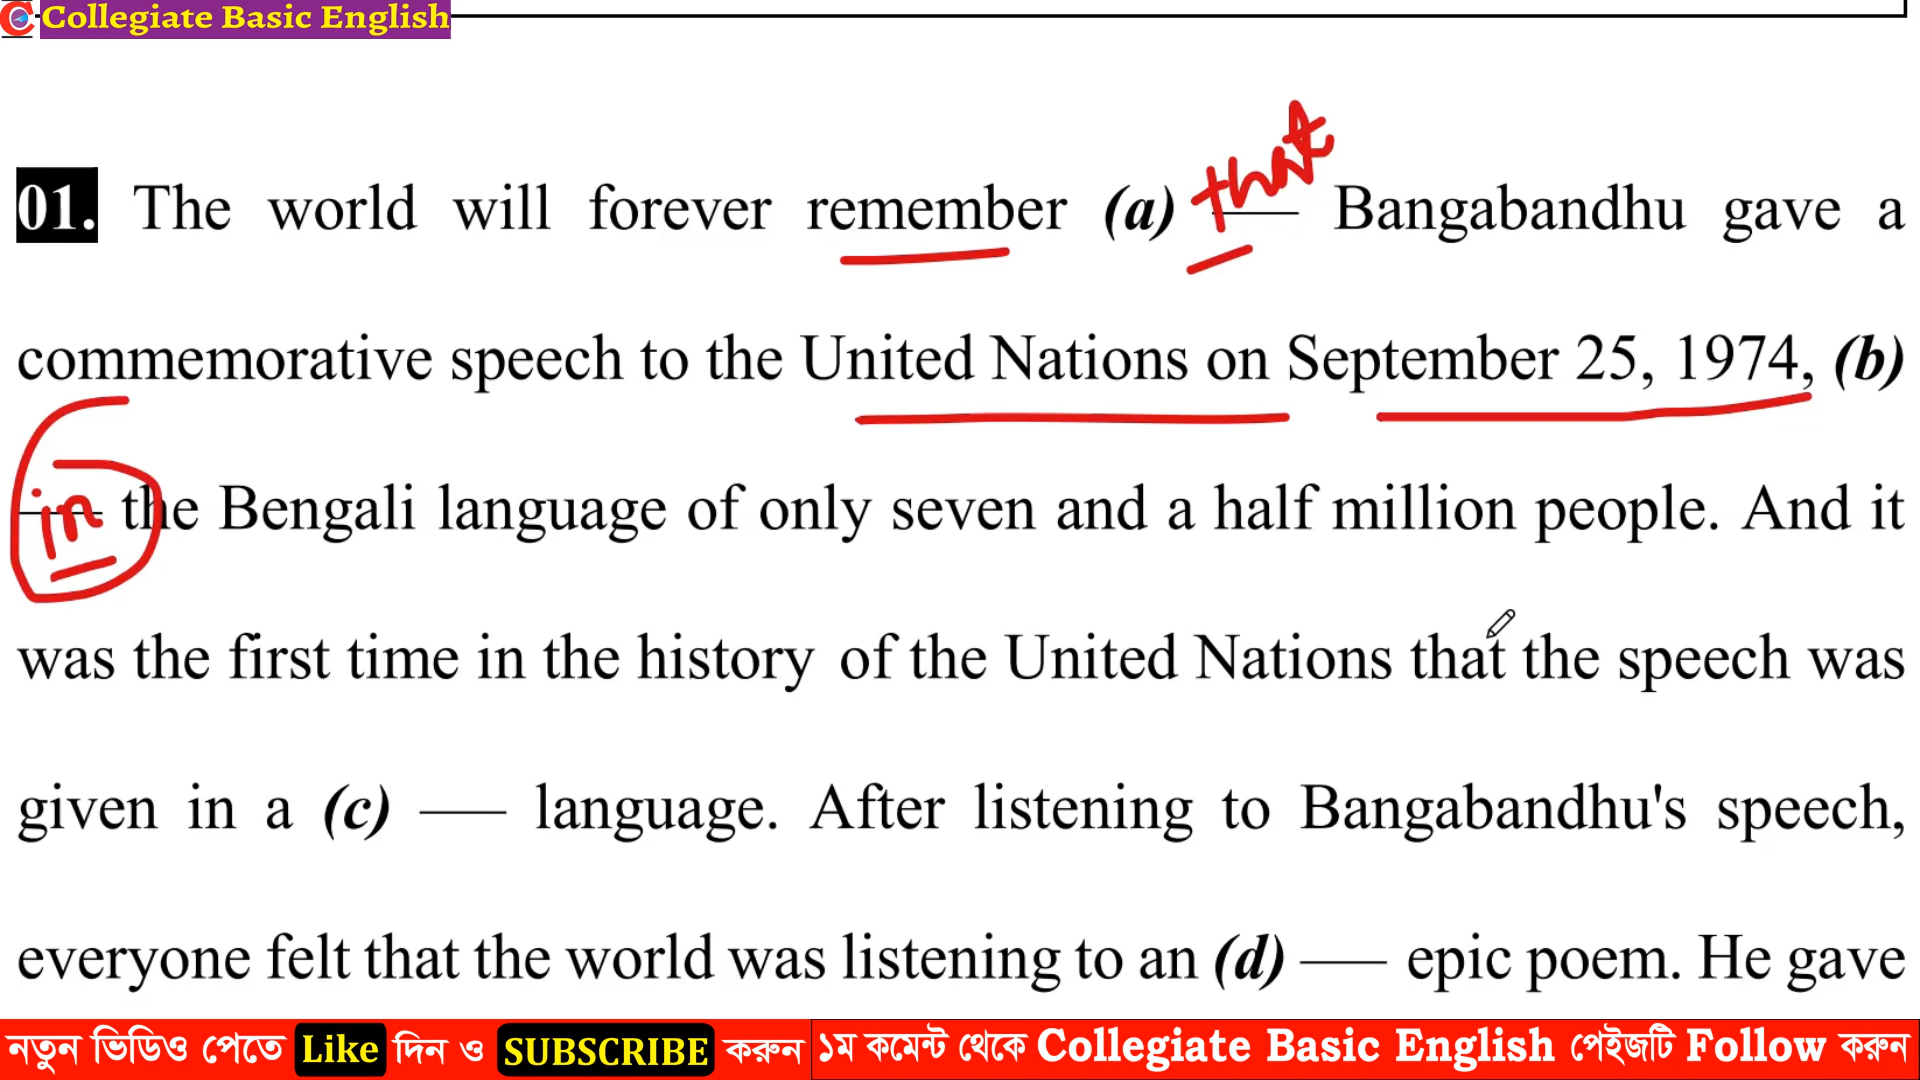 Collegiate Basic English
that
01. The world will forever remember (a) —— Bangabandhu gave a
commemorative speech to the United Nations on September 25, 1974, (b)
in the Bengali language of only seven and a half million people. And it
was the first time in the history of the United Nations that the speech was
given in a (c) —— language. After listening to Bangabandhu's speech,
everyone felt that the world was listening to an (d) —— epic poem. He gave
নতুন ভিডিও পেতে Like দিন ও SUBSCRIBE করুন ১ম কমেন্ট থেকে Collegiate Basic English পেইজটি Follow করুন